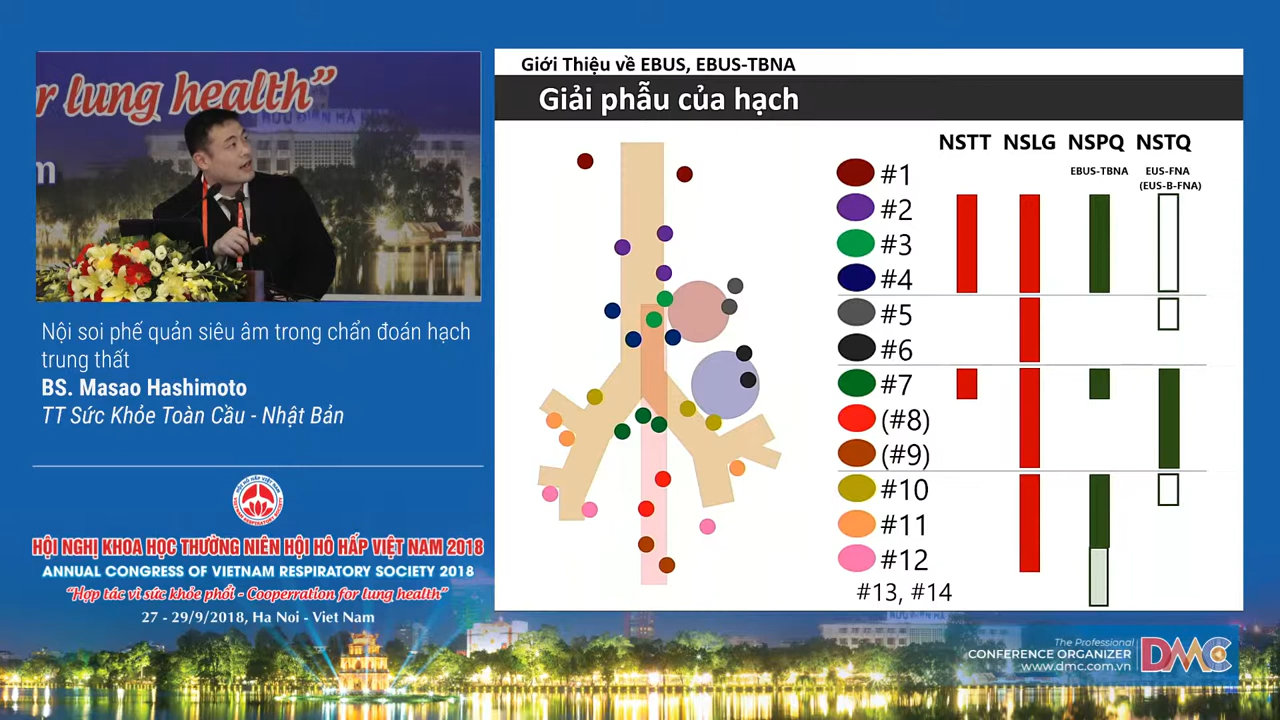 r lung health”
m
Nội soi phế quản siêu âm trong chẩn đoán hạch
trung thất
BS. Masao Hashimoto
TT Sức Khỏe Toàn Cầu - Nhật Bản
HỘI NGHỊ KHOA HỌC THƯỜNG NIÊN HỘI HÔ HẤP VIỆT NAM 2018
ANNUAL CONGRESS OF VIETNAM RESPIRATORY SOCIETY 2018
“Hợp tác vì sức khỏe phổi - Cooperration for lung health”
27 - 29/9/2018, Ha Noi - Viet Nam
Giới Thiệu về EBUS, EBUS-TBNA
Giải phẫu của hạch
NSTT NSLG NSPQ NSTQ
EBUS-TBNA EUS-FNA
(EUS-B-FNA)
#1
#2
#3
#4
#5
#6
#7
(#8)
(#9)
#10
#11
#12
#13, #14
The Professional
CONFERENCE ORGANIZER
www.dmc.com.vn
DMC